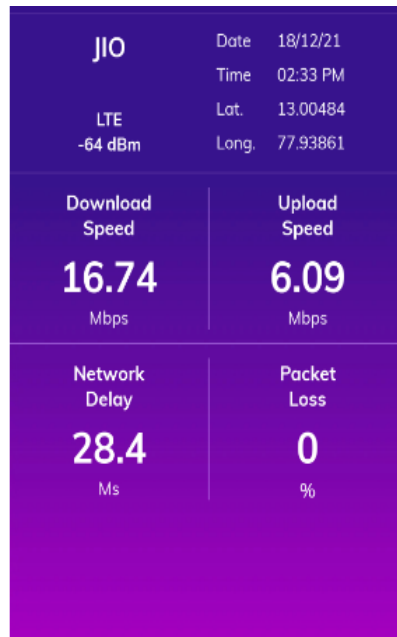 JIO
LTE
-64 dBm
Date 18/12/21
Time 02:33 PM
Lat. 13.00484
Long. 77.93861
Download
Speed
16.74
Mbps
Upload
Speed
6.09
Mbps
Network
Delay
28.4
Ms
Packet
Loss
0
%